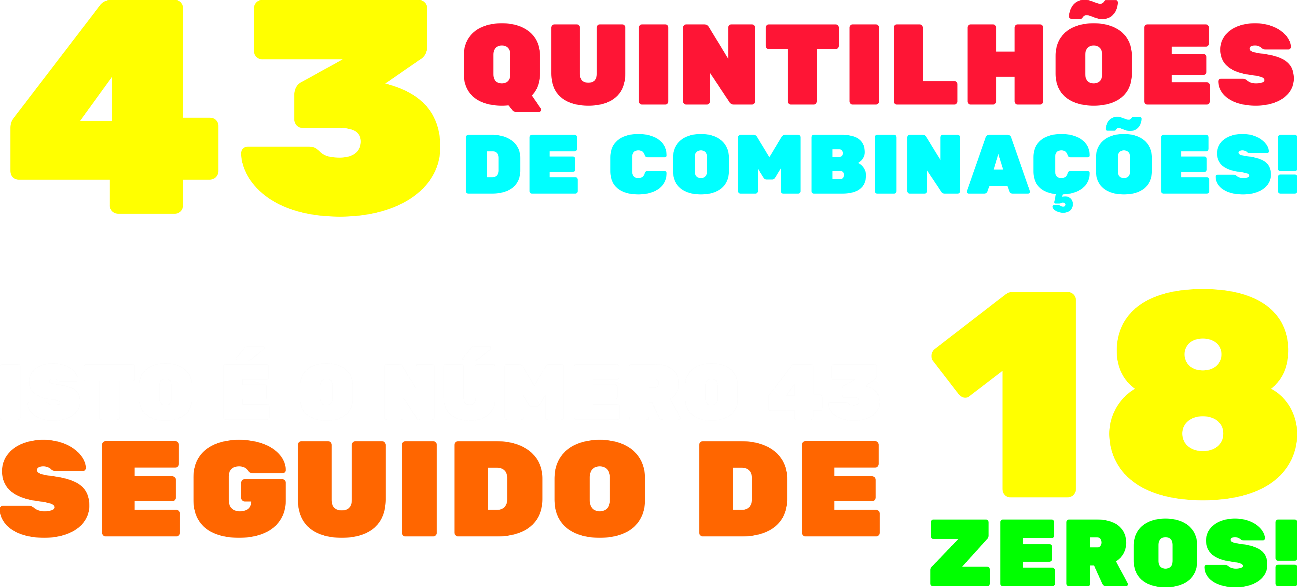 43 QUINTILHÕES
DE COMBINAÇÕES!
SEGUIDO DE 18
ZEROS!